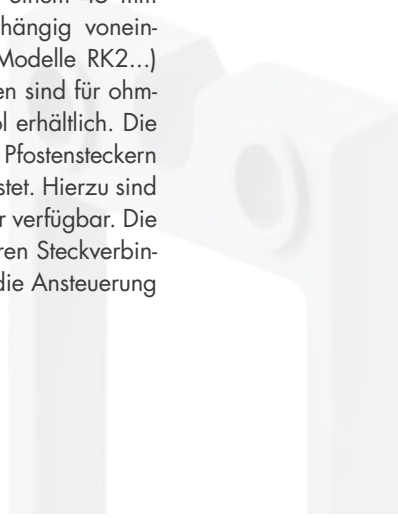 hängig vonein-
Modelle RK2...)
en sind für ohm-
l erhältlich. Die
Pfostensteckern
stet. Hierzu sind
r verfügbar. Die
ren Steckverbin-
die Ansteuerung